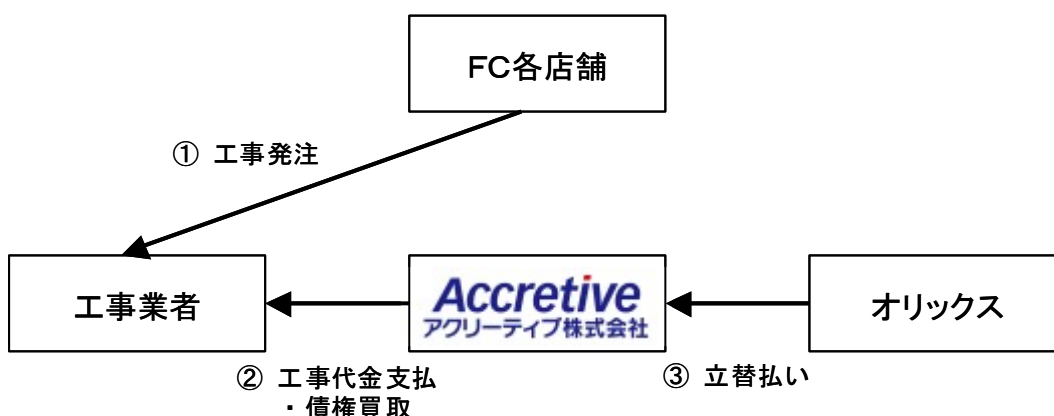 FC各店舗
① 工事発注
工事業者
Accretive
アクリーティブ株式会社
オリックス
② 工事代金支払
・債権買取
③ 立替払い